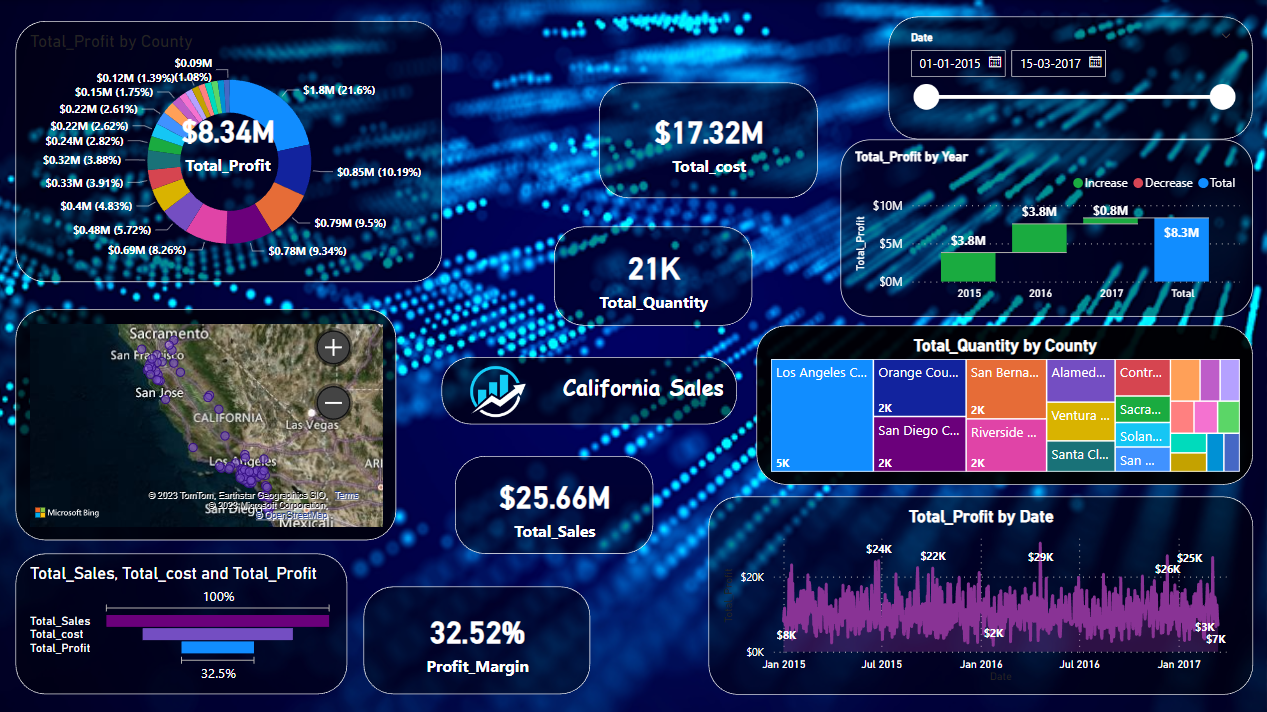 Total_Profit by County
$0.09M
$0.12M (1.39%)(1.08%)
$0.15M (1.75%)
$0.22M (2.61%)
$0.22M (2.62%)
$0.24M (2.82%)
$0.32M (3.88%)
$0.33M (3.91%)
$0.4M (4.83%)
$0.48M (5.72%)
$0.69M (8.26%)
$0.78M (9.34%)
$0.79M (9.5%)
$0.85M (10.19%)
$1.8M (21.6%)
$8.34M
Total_Profit
$17.32M
Total_cost
Date
01-01-2015
15-03-2017
Total_Profit by Year
Increase Decrease Total
Total_Profit
$10M
$5M
$0M
$3.8M
$3.8M
$0.8M
$8.3M
2015 2016 2017 Total
21K
Total_Quantity
Sacramento
San Francisco
San Jose
CALIFORNIA
Las Vegas
Los Angeles
San Diego
Mexicali
ARI
Microsoft Bing
© 2023 TomTom, Earthstar Geographics SIO, Terms
© 2023 Microsoft Corporation,
© OpenStreetMap
California Sales
Total_Quantity by County
Los Angeles C...
5K
Orange Cou...
2K
San Diego C...
2K
San Berna...
2K
Riverside ...
2K
Alamed...
Ventura ...
Santa Cl...
Contr...
Sacra...
Solan...
San ...
$25.66M
Total_Sales
Total_Profit by Date
$20K
$0K
$8K
$24K
$22K
$2K
$29K
$26K
$25K
$3K
$7K
Jan 2015 Jul 2015 Jan 2016 Jul 2016 Jan 2017
Date
Total_Sales, Total_cost and Total_Profit
100%
Total_Sales
Total_cost
Total_Profit
32.5%
32.52%
Profit_Margin